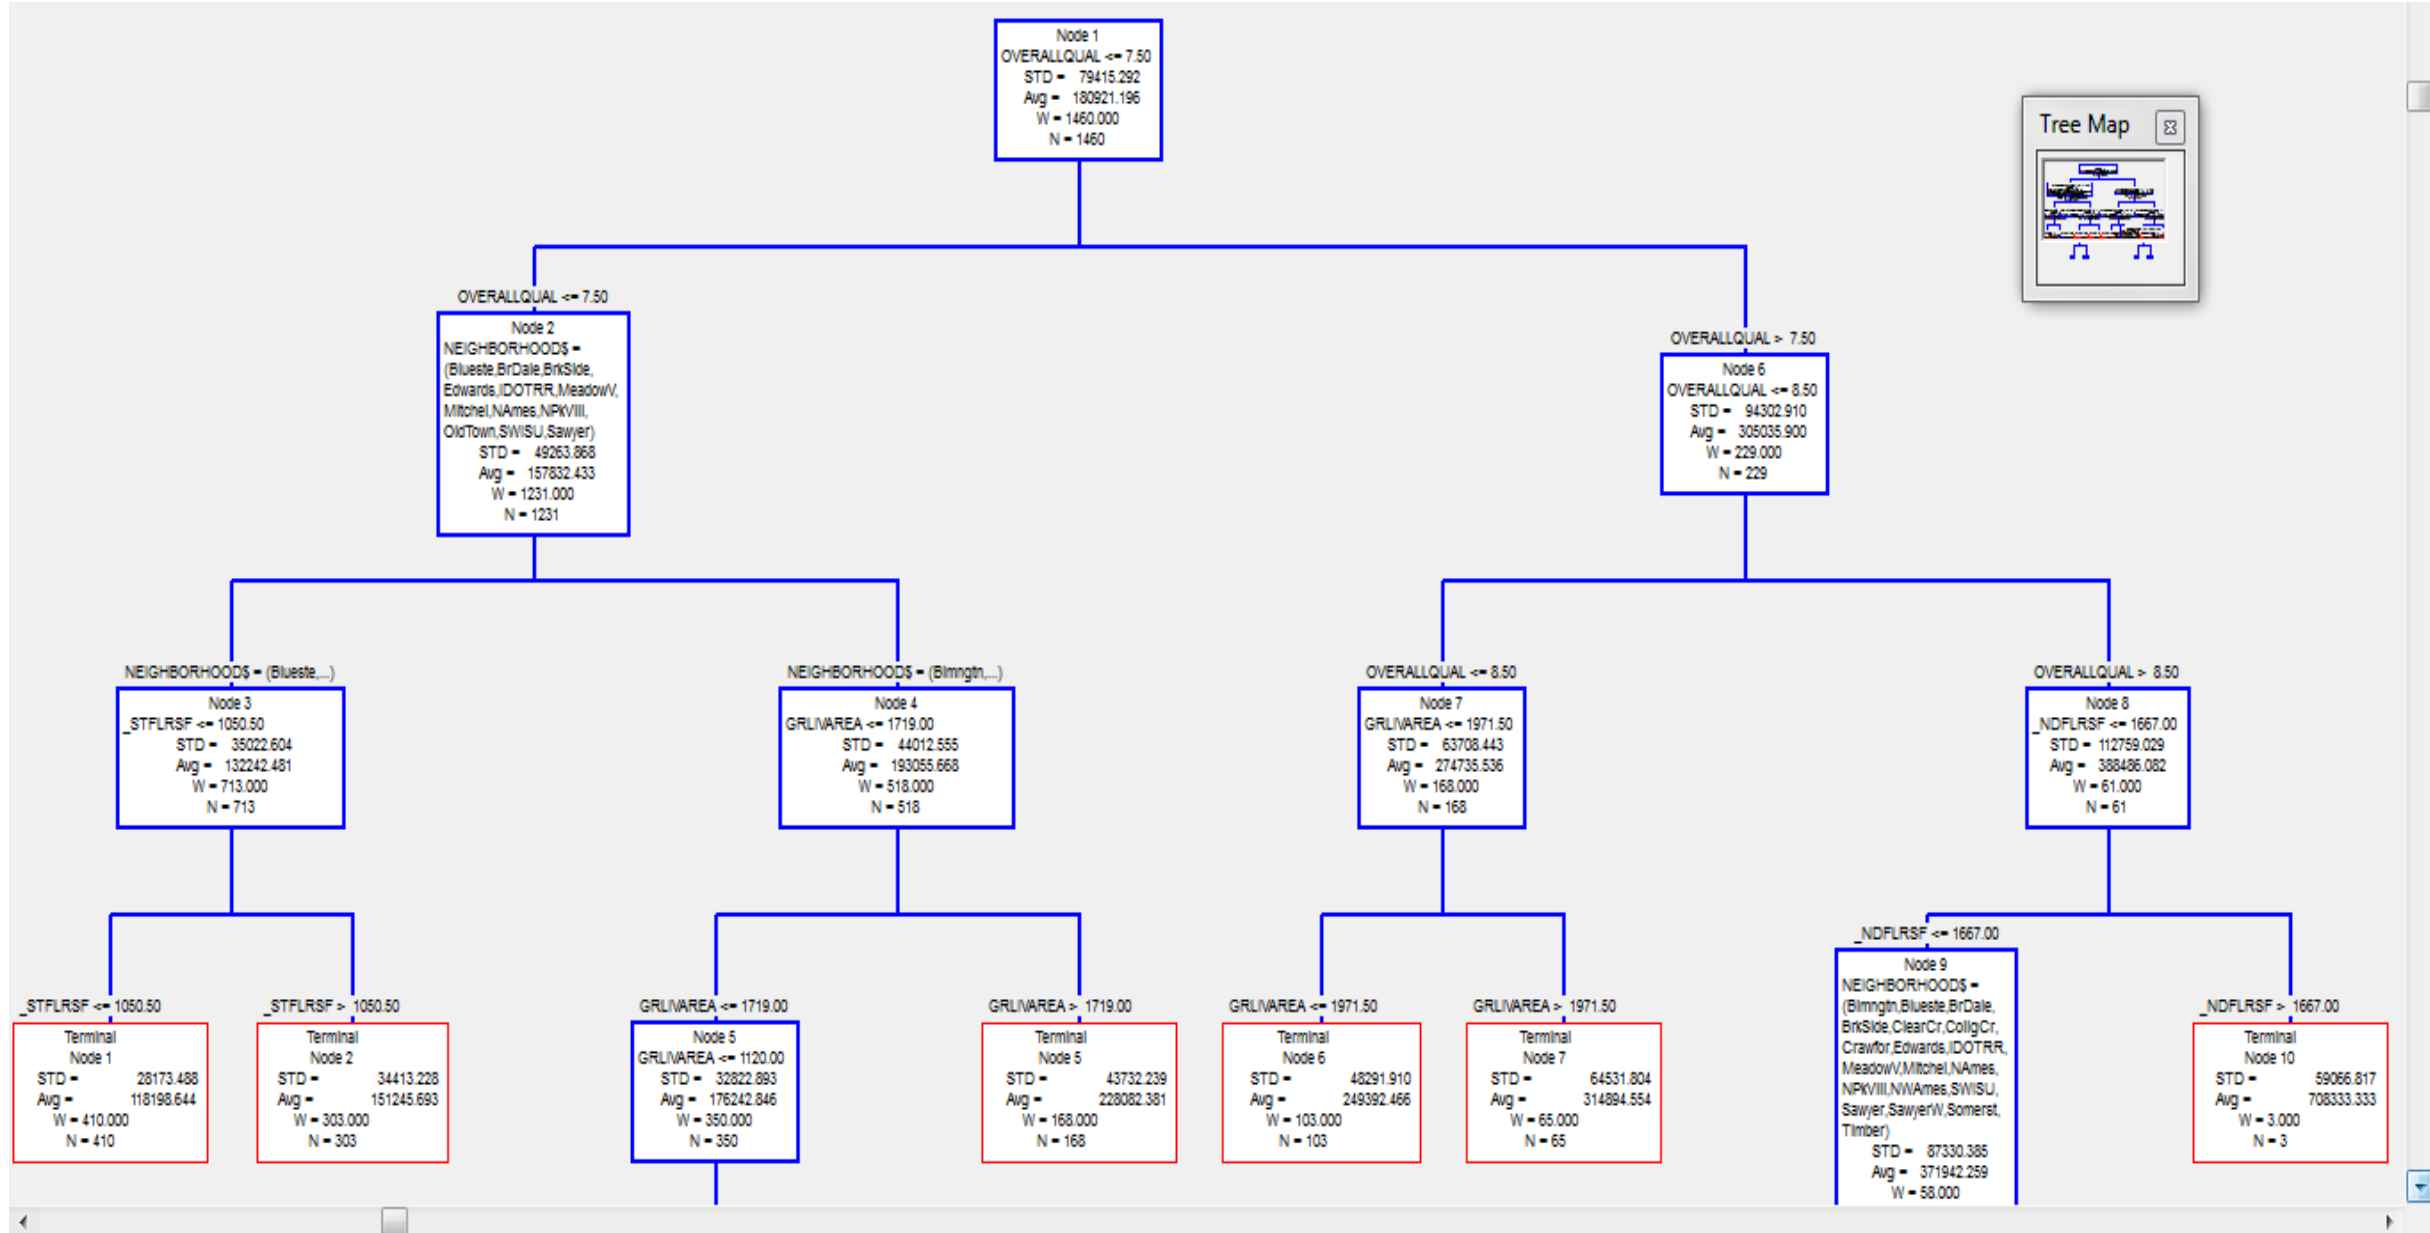 Node 1
OVERALLQUAL <= 7.50
STD = 79415.292
Avg = 180921.196
W = 1460.000
N = 1460
Tree Map
OVERALLQUAL <= 7.50
Node 2
NEIGHBORHOOD$ =
(Blueste,BrDale,BrkSide,
Edwards,IDOTRR,MeadowV,
Mitchel,NAmes,NPkVill,
OldTown,SWISU,Sawyer)
STD = 49263.868
Avg = 157832.433
W = 1231.000
N = 1231
OVERALLQUAL > 7.50
Node 6
OVERALLQUAL <= 8.50
STD = 94302.910
Avg = 305035.900
W = 229.000
N = 229
NEIGHBORHOOD$ = (Blueste,...)
Node 3
_STFLRSF <= 1050.50
STD = 35022.604
Avg = 132242.481
W = 713.000
N = 713
NEIGHBORHOOD$ = (Blmngtn,...)
Node 4
GRLIVAREA <= 1719.00
STD = 44012.555
Avg = 193055.668
W = 518.000
N = 518
OVERALLQUAL <= 8.50
Node 7
GRLIVAREA <= 1971.50
STD = 63708.443
Avg = 274735.536
W = 168.000
N = 168
OVERALLQUAL > 8.50
Node 8
_NDFLRSF <= 1667.00
STD = 112759.029
Avg = 388486.082
W = 61.000
N = 61
_STFLRSF <= 1050.50
Terminal
Node 1
STD = 28173.488
Avg = 118198.644
W = 410.000
N = 410
_STFLRSF > 1050.50
Terminal
Node 2
STD = 34413.228
Avg = 151245.693
W = 303.000
N = 303
GRLIVAREA <= 1719.00
Node 5
GRLIVAREA <= 1120.00
STD = 32822.893
Avg = 176242.846
W = 350.000
N = 350
GRLIVAREA > 1719.00
Terminal
Node 5
STD = 43732.239
Avg = 228082.381
W = 168.000
N = 168
GRLIVAREA <= 1971.50
Terminal
Node 6
STD = 48291.910
Avg = 249392.466
W = 103.000
N = 103
GRLIVAREA > 1971.50
Terminal
Node 7
STD = 64531.804
Avg = 314894.554
W = 65.000
N = 65
_NDFLRSF <= 1667.00
Node 9
NEIGHBORHOOD$ =
(Blmngtn,Blueste,BrDale,
BrkSide,ClearCr,CollgCr,
Crawfor,Edwards,IDOTRR,
MeadowV,Mitchel,NAmes,
NPkVill,NWAmes,SWISU,
Sawyer,SawyerW,Somerst,
Timber)
STD = 87330.385
Avg = 371942.259
W = 58.000
_NDFLRSF > 1667.00
Terminal
Node 10
STD = 59066.817
Avg = 708333.333
W = 3.000
N = 3